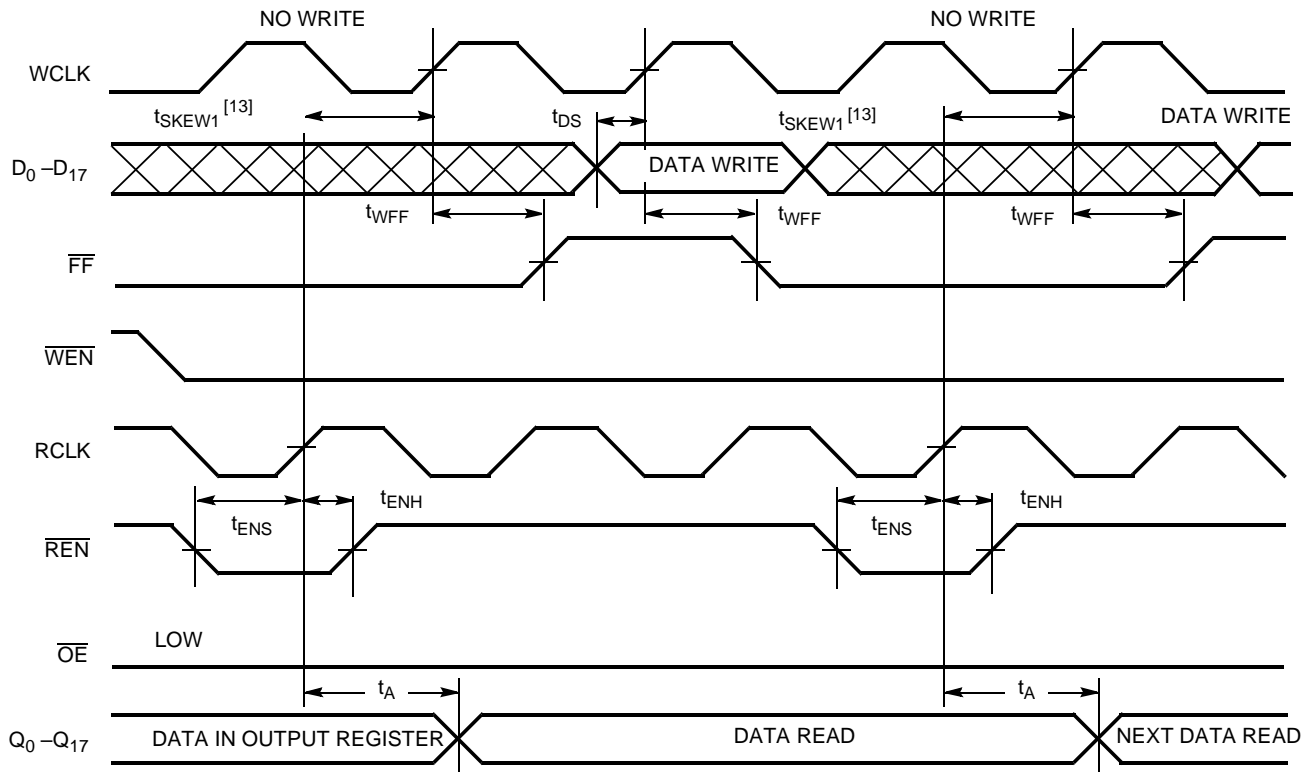 NO WRITE NO WRITE
WCLK
tSKEW1 [13] tDS tSKEW1 [13] DATA WRITE
D0 –D17 DATA WRITE
tWFF tWFF tWFF
FF
WEN
RCLK
tENS tENH tENS tENH
REN
LOW
OE
tA tA
Q0 –Q17 DATA IN OUTPUT REGISTER DATA READ NEXT DATA READ